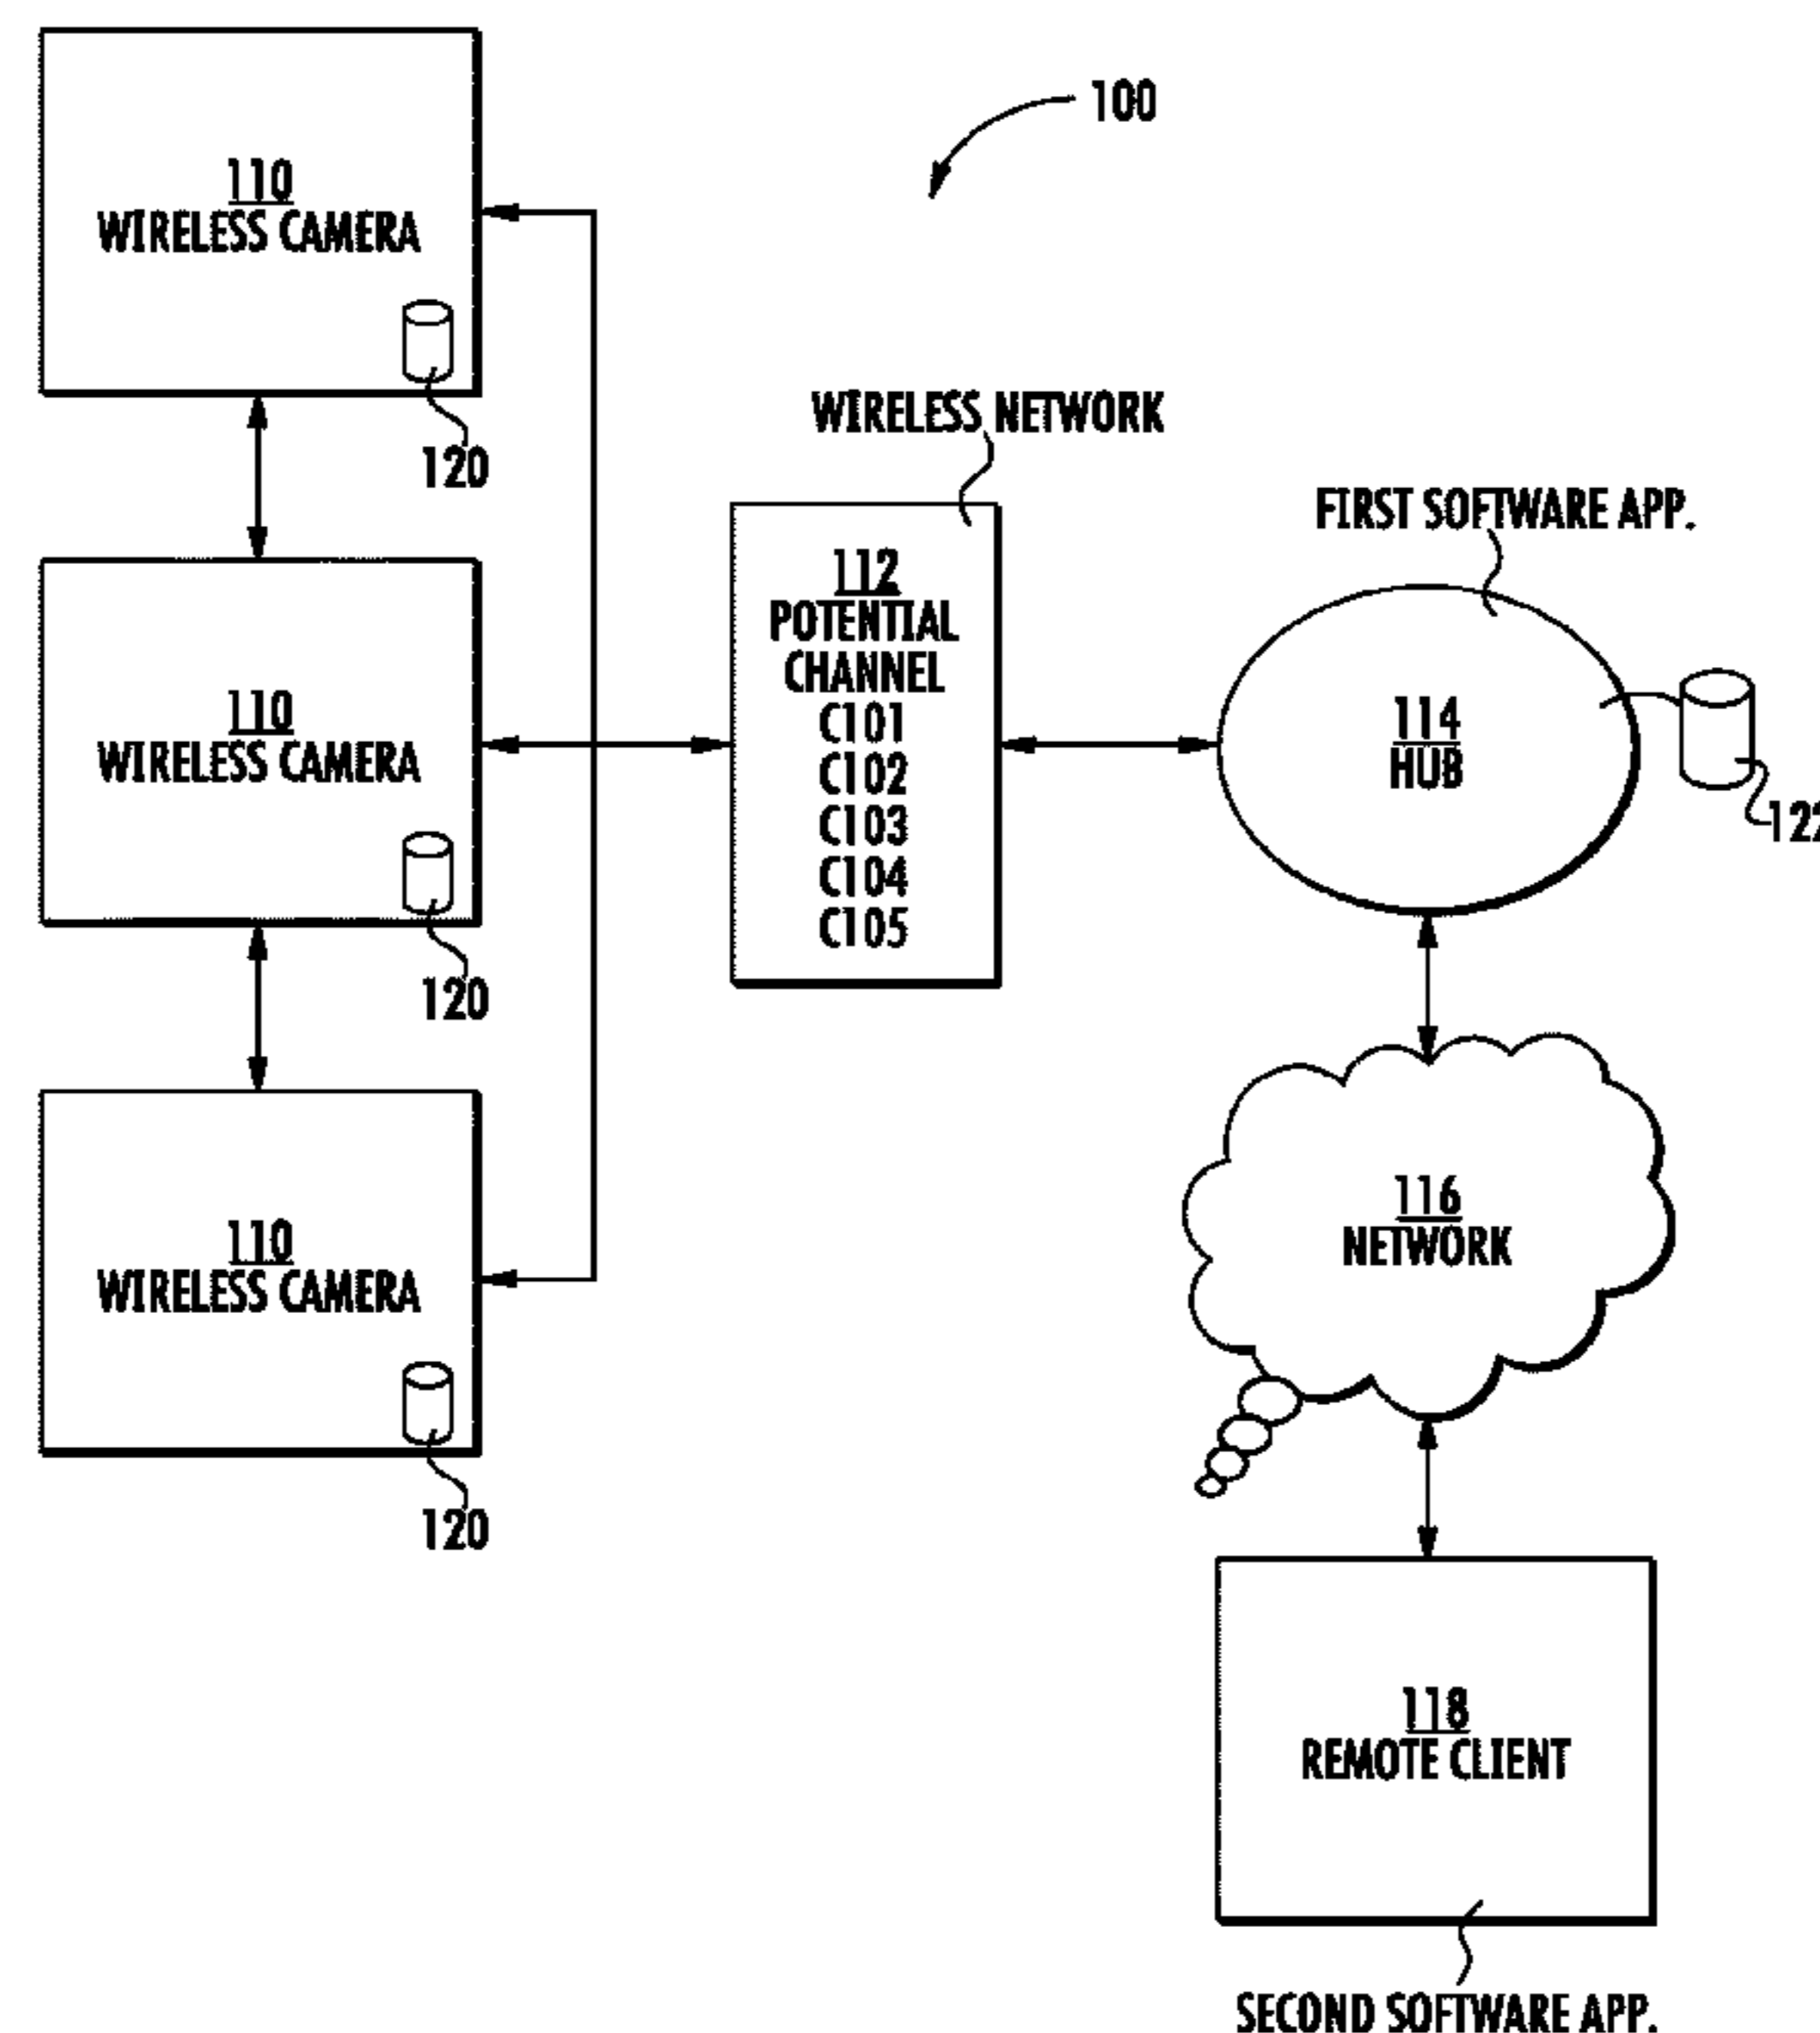 100
110
WIRELESS CAMERA
120
WIRELESS NETWORK
FIRST SOFTWARE APP.
112
POTENTIAL
CHANNEL
C101
C102
C103
C104
C105
110
WIRELESS CAMERA
120
114
HUB
110
WIRELESS CAMERA
120
116
NETWORK
118
REMOTE CLIENT
SECOND SOFTWARE APP.